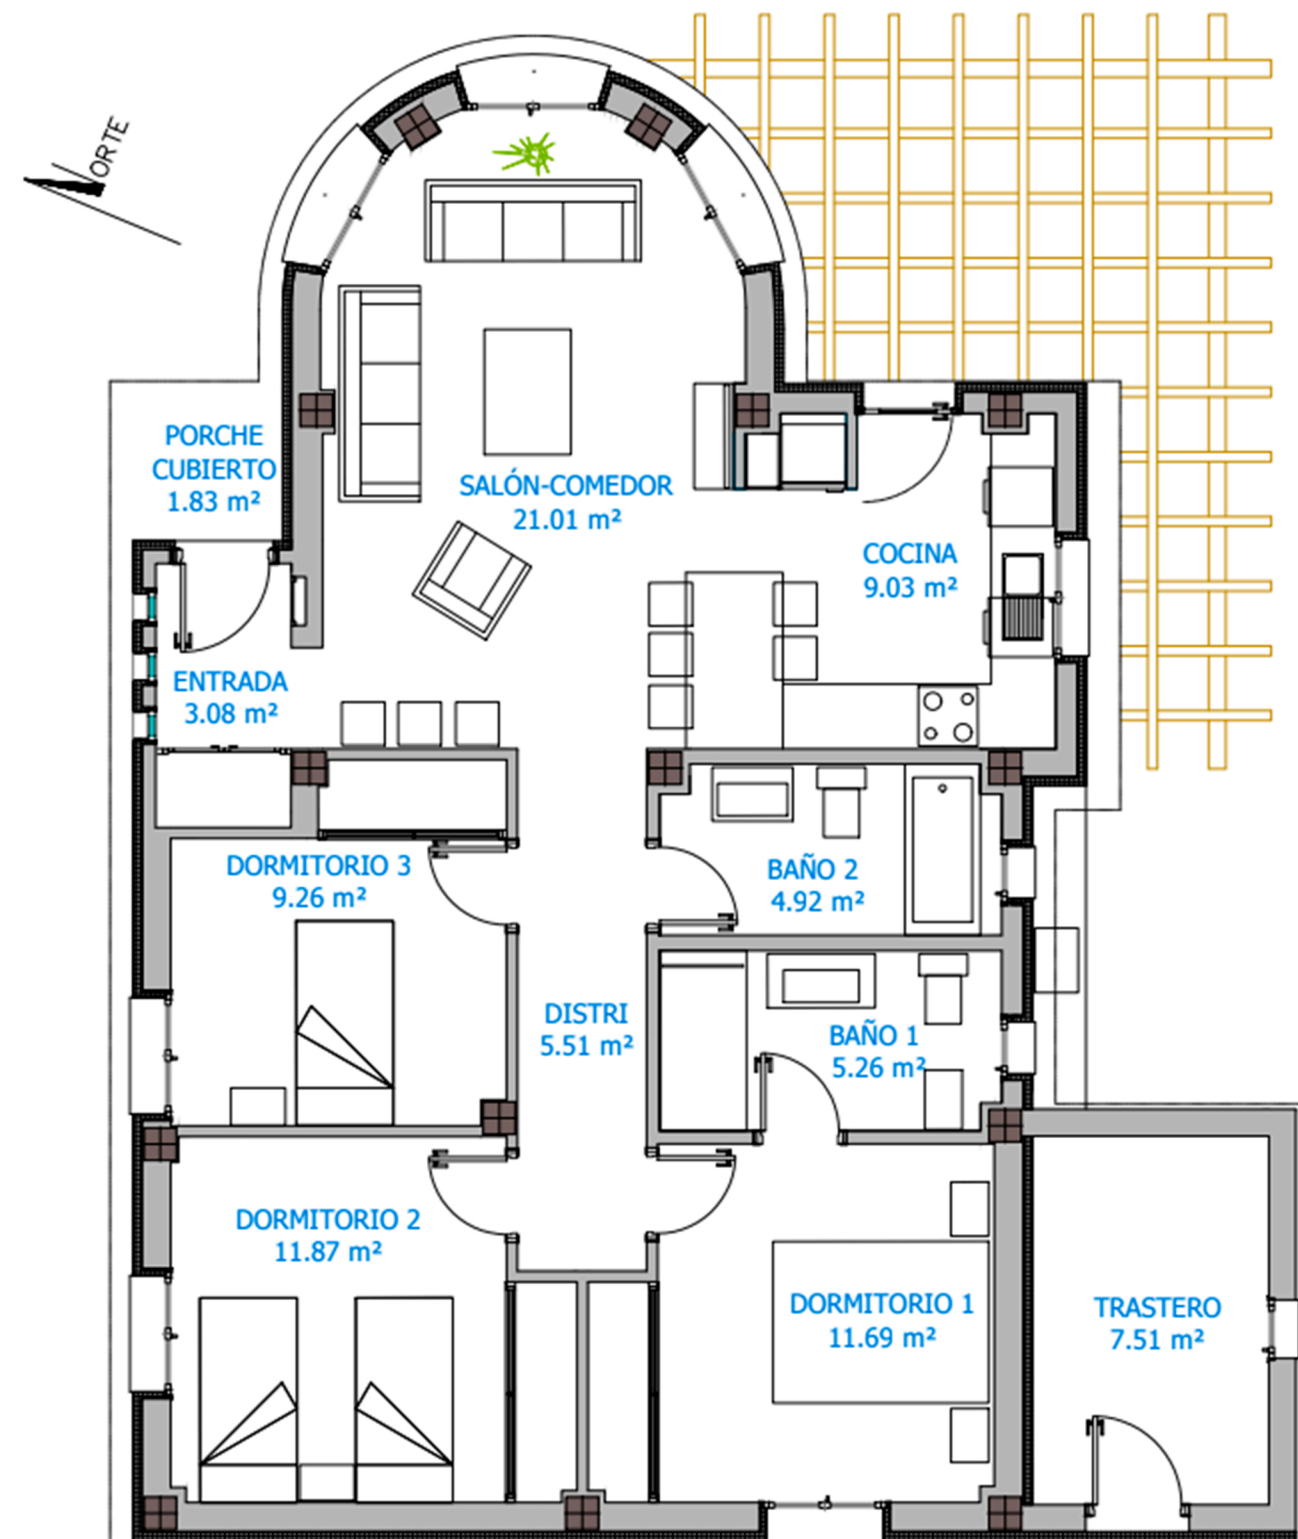 NORTE
PORCHE
CUBIERTO
1.83 m²
SALÓN-COMEDOR
21.01 m²
COCINA
9.03 m²
ENTRADA
3.08 m²
DORMITORIO 3
9.26 m²
BAÑO 2
4.92 m²
DISTRI
5.51 m²
BAÑO 1
5.26 m²
DORMITORIO 2
11.87 m²
DORMITORIO 1
11.69 m²
TRASTERO
7.51 m²